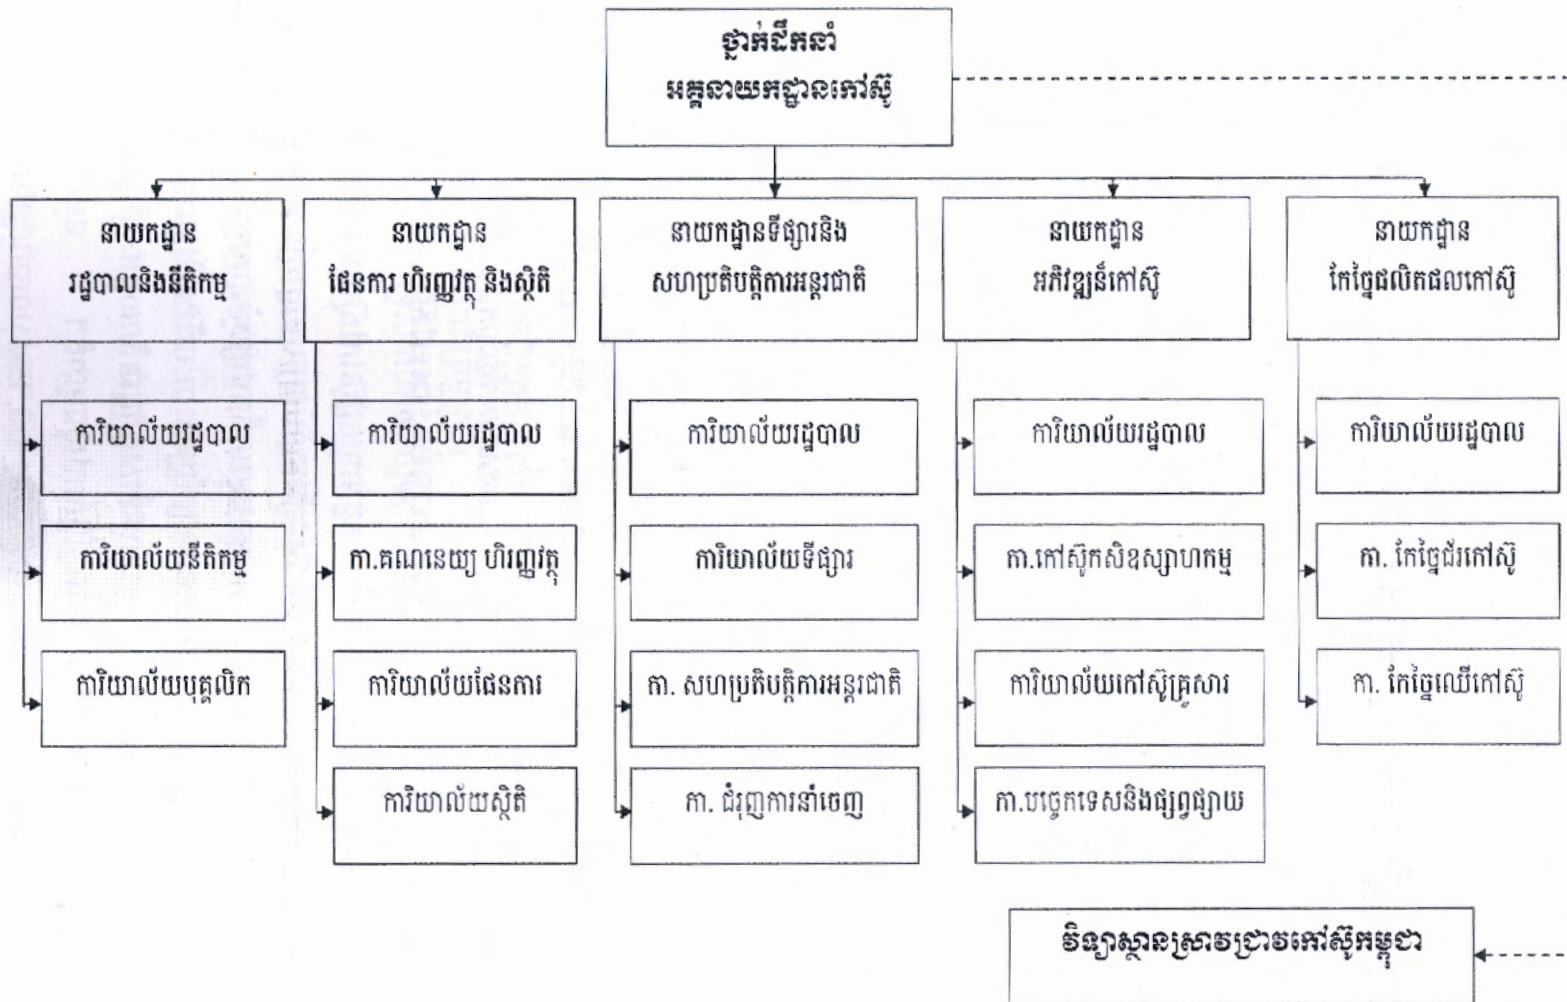 ថ្នាក់ដឹកនាំ
អគ្គនាយកដ្ឋានកៅស៊ូ
នាយកដ្ឋាន
រដ្ឋបាលនិងនីតិកម្ម
នាយកដ្ឋាន
ផែនការ ហិរញ្ញវត្ថុ និងស្ថិតិ
នាយកដ្ឋានទីផ្សារនិង
សហប្រតិបត្តិការអន្តរជាតិ
នាយកដ្ឋាន
អភិវឌ្ឍន៍កៅស៊ូ
នាយកដ្ឋាន
កែច្នៃផលិតផលកៅស៊ូ
ការិយាល័យរដ្ឋបាល
ការិយាល័យនីតិកម្ម
ការិយាល័យបុគ្គលិក
ការិយាល័យរដ្ឋបាល
កា.គណនេយ្យ ហិរញ្ញវត្ថុ
ការិយាល័យផែនការ
ការិយាល័យស្ថិតិ
ការិយាល័យរដ្ឋបាល
ការិយាល័យទីផ្សារ
កា. សហប្រតិបត្តិការអន្តរជាតិ
កា. ជំរុញការនាំចេញ
ការិយាល័យរដ្ឋបាល
កា.កៅស៊ូកសិឧស្សាហកម្ម
ការិយាល័យកៅស៊ូគ្រួសារ
កា.បច្ចេកទេសនិងផ្សព្វផ្សាយ
ការិយាល័យរដ្ឋបាល
កា. កែច្នៃជ័រកៅស៊ូ
កា. កែច្នៃឈើកៅស៊ូ
វិទ្យាស្ថានស្រាវជ្រាវកៅស៊ូកម្ពុជា